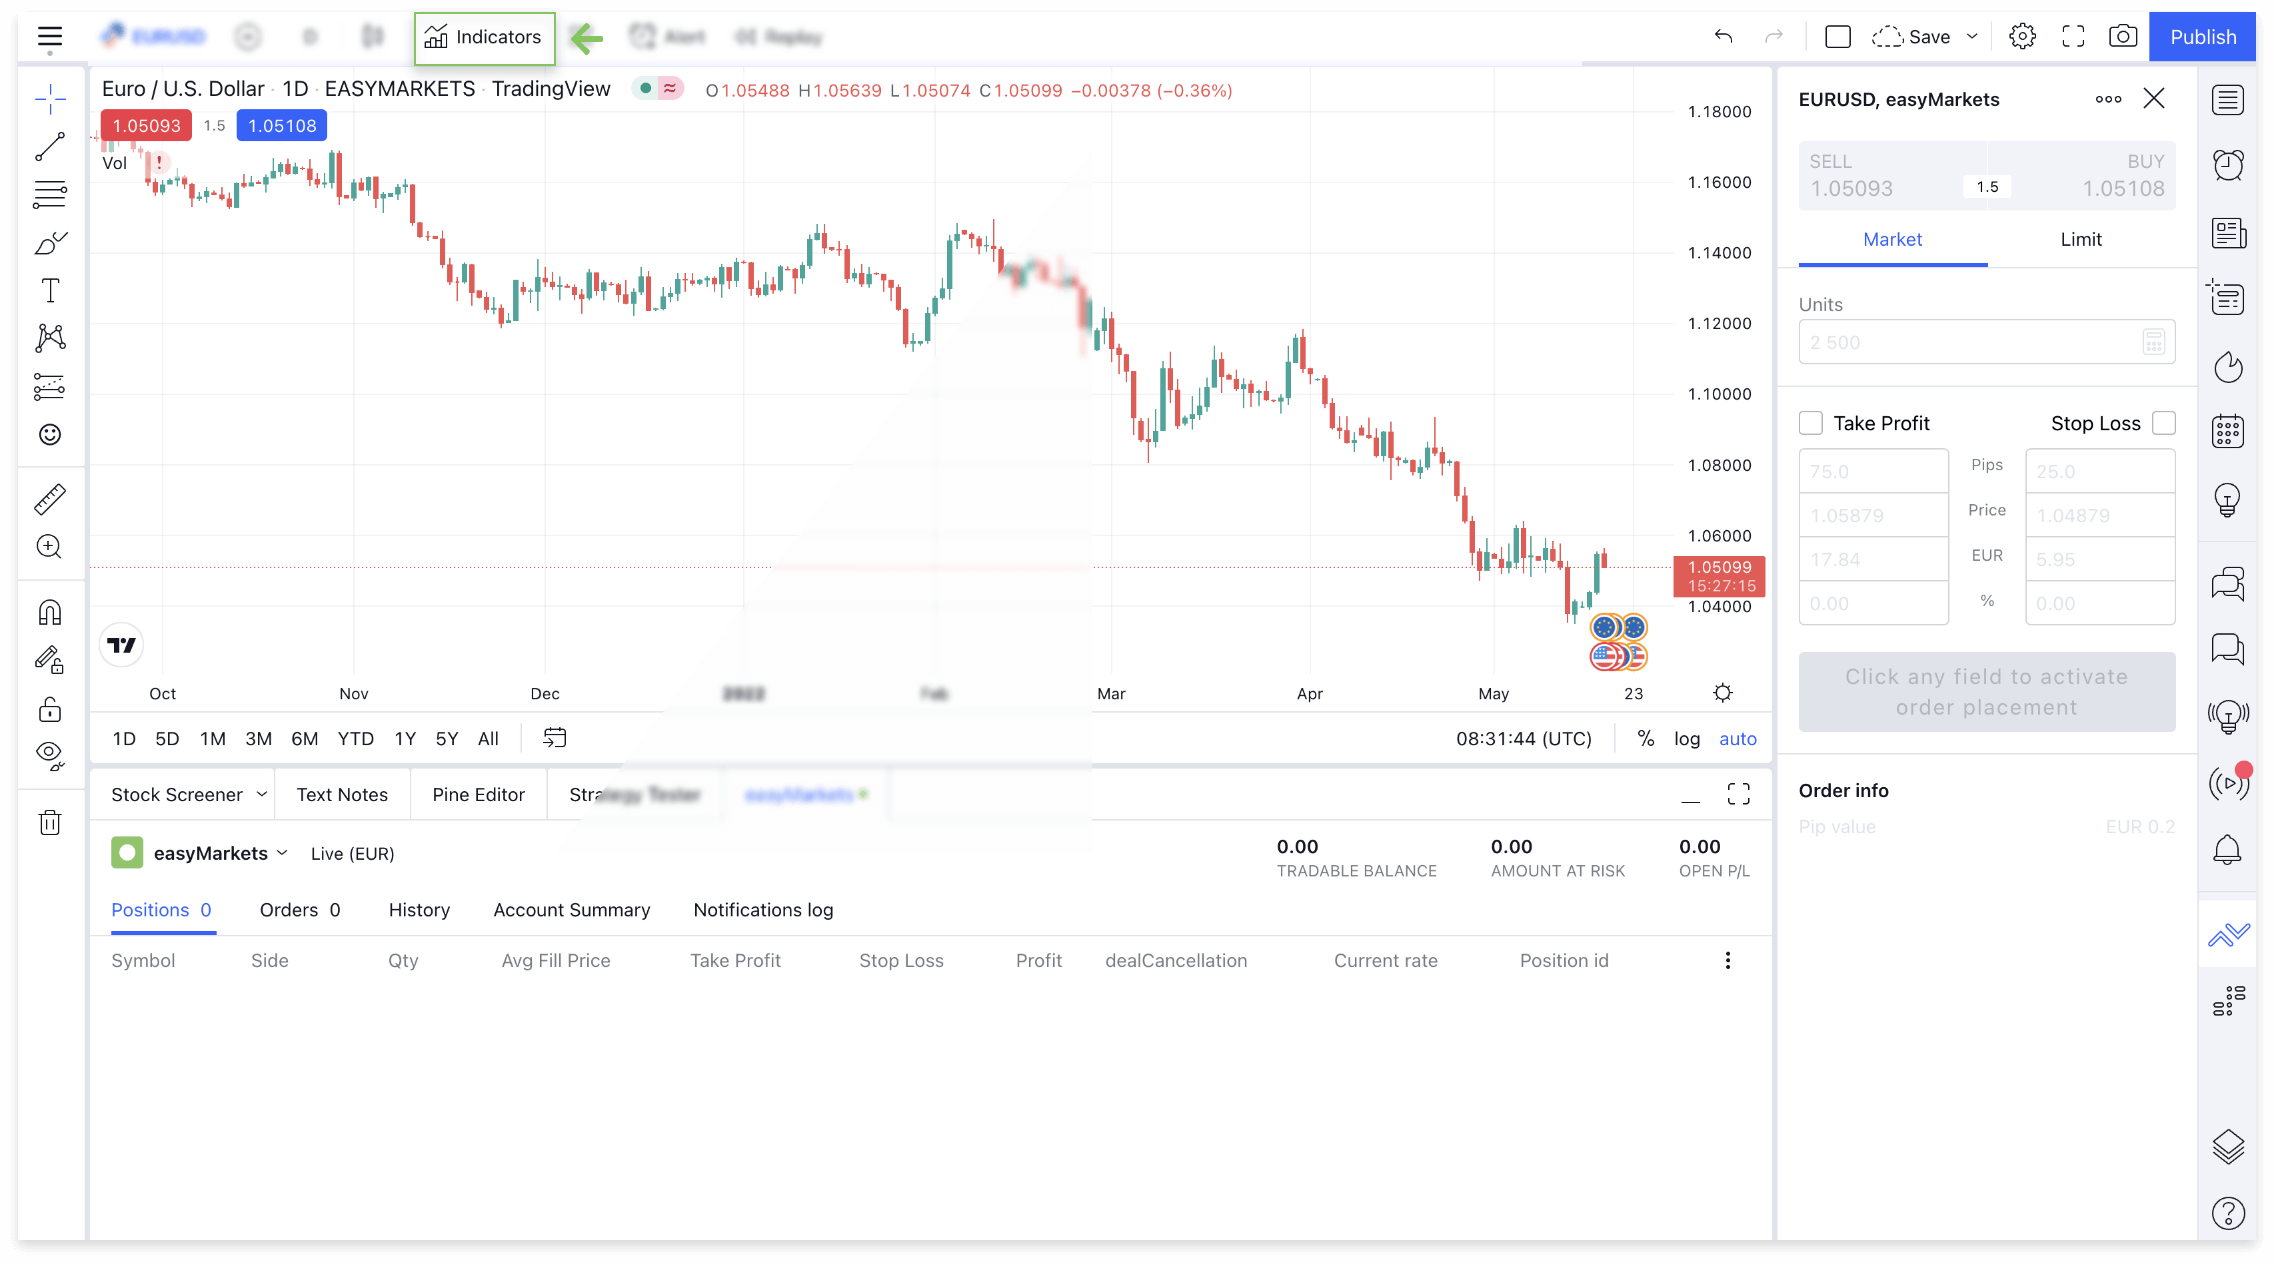 EURUSD
D
Indicators
Alert
Replay
Save
Publish
Euro / U.S. Dollar · 1D · EASYMARKETS · TradingView
O1.05488 H1.05639 L1.05074 C1.05099 −0.00378 (−0.36%)
1.05093 1.5 1.05108
Vol
1.18000
1.16000
1.14000
1.12000
1.10000
1.08000
1.06000
1.05099
15:27:15
1.04000
Oct Nov Dec 2022 Feb Mar Apr May 23
1D 5D 1M 3M 6M YTD 1Y 5Y All
08:31:44 (UTC) % log auto
Stock Screener Text Notes Pine Editor Strategy Tester easyMarkets
easyMarkets Live (EUR)
0.00 0.00 0.00
TRADABLE BALANCE AMOUNT AT RISK OPEN P/L
Positions 0 Orders 0 History Account Summary Notifications log
Symbol Side Qty Avg Fill Price Take Profit Stop Loss Profit dealCancellation Current rate Position id
EURUSD, easyMarkets
SELL BUY
1.05093 1.5 1.05108
Market Limit
Units
2 500
Take Profit Stop Loss
75.0 Pips 25.0
1.05879 Price 1.04879
17.84 EUR 5.95
0.00 % 0.00
Click any field to activate
order placement
Order info
Pip value EUR 0.2